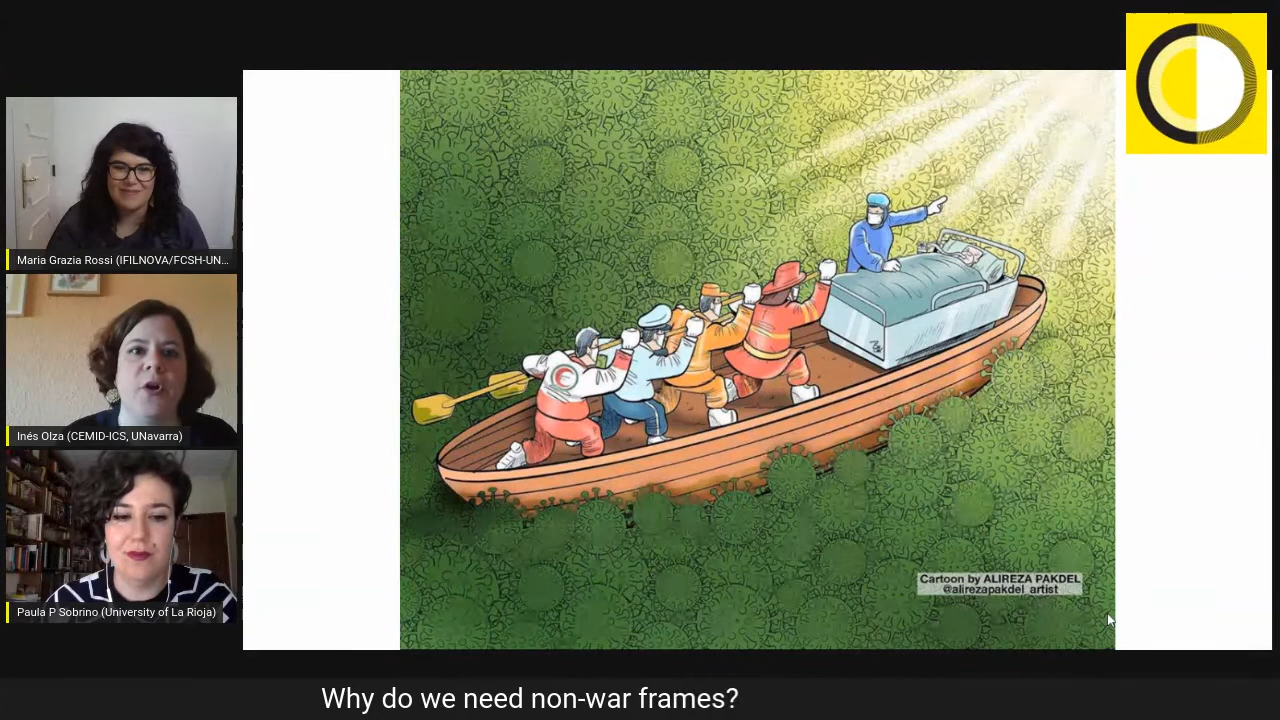 Maria Grazia Rossi (IFILNOVA/FCSH-UN...
Inés Olza (CEMID-ICS, UNavarra)
Paula P Sobrino (University of La Rioja)
Cartoon by ALIREZA PAKDEL
@alirezapakdel_artist
Why do we need non-war frames?